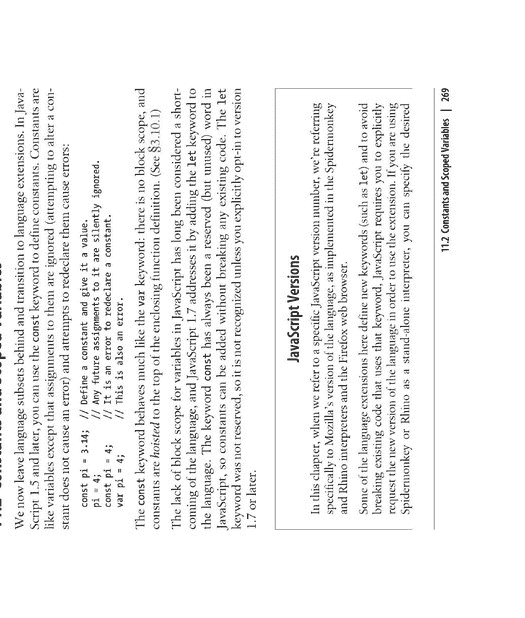 11.2 Constants and Scoped Variables
We now leave language subsets behind and transition to language extensions. In Java-
Script 1.5 and later, you can use the const keyword to define constants. Constants are
like variables except that assignments to them are ignored (attempting to alter a con-
stant does not cause an error) and attempts to redeclare them cause errors:
const pi = 3.14; // Define a constant and give it a value.
pi = 4; // Any future assignments to it are silently ignored.
const pi = 4; // It is an error to redeclare a constant.
var pi = 4; // This is also an error.
The const keyword behaves much like the var keyword: there is no block scope, and
constants are hoisted to the top of the enclosing function definition. (See §3.10.1)
The lack of block scope for variables in JavaScript has long been considered a short-
coming of the language, and JavaScript 1.7 addresses it by adding the let keyword to
the language. The keyword const has always been a reserved (but unused) word in
JavaScript, so constants can be added without breaking any existing code. The let
keyword was not reserved, so it is not recognized unless you explicitly opt-in to version
1.7 or later.
JavaScript Versions
In this chapter, when we refer to a specific JavaScript version number, we're referring
specifically to Mozilla's version of the language, as implemented in the Spidermonkey
and Rhino interpreters and the Firefox web browser.
Some of the language extensions here define new keywords (such as let) and to avoid
breaking existing code that uses that keyword, JavaScript requires you to explicitly
request the new version of the language in order to use the extension. If you are using
Spidermonkey or Rhino as a stand-alone interpreter, you can specify the desired
11.2 Constants and Scoped Variables | 269